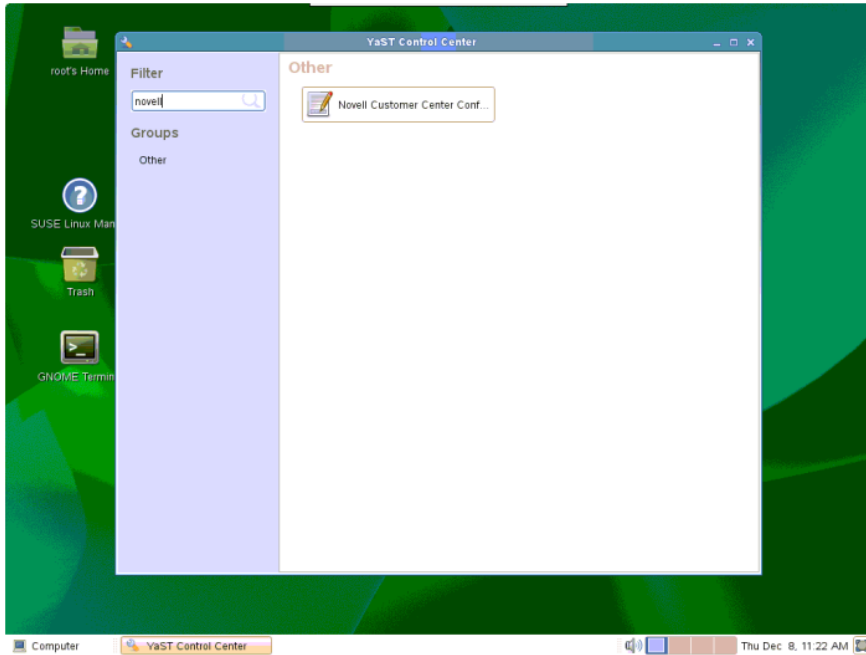 root's Home
SUSE Linux Man
Trash
GNOME Termin
YaST Control Center
Filter
novell
Groups
Other
Other
Novell Customer Center Conf...
Computer
YaST Control Center
Thu Dec 8, 11:22 AM